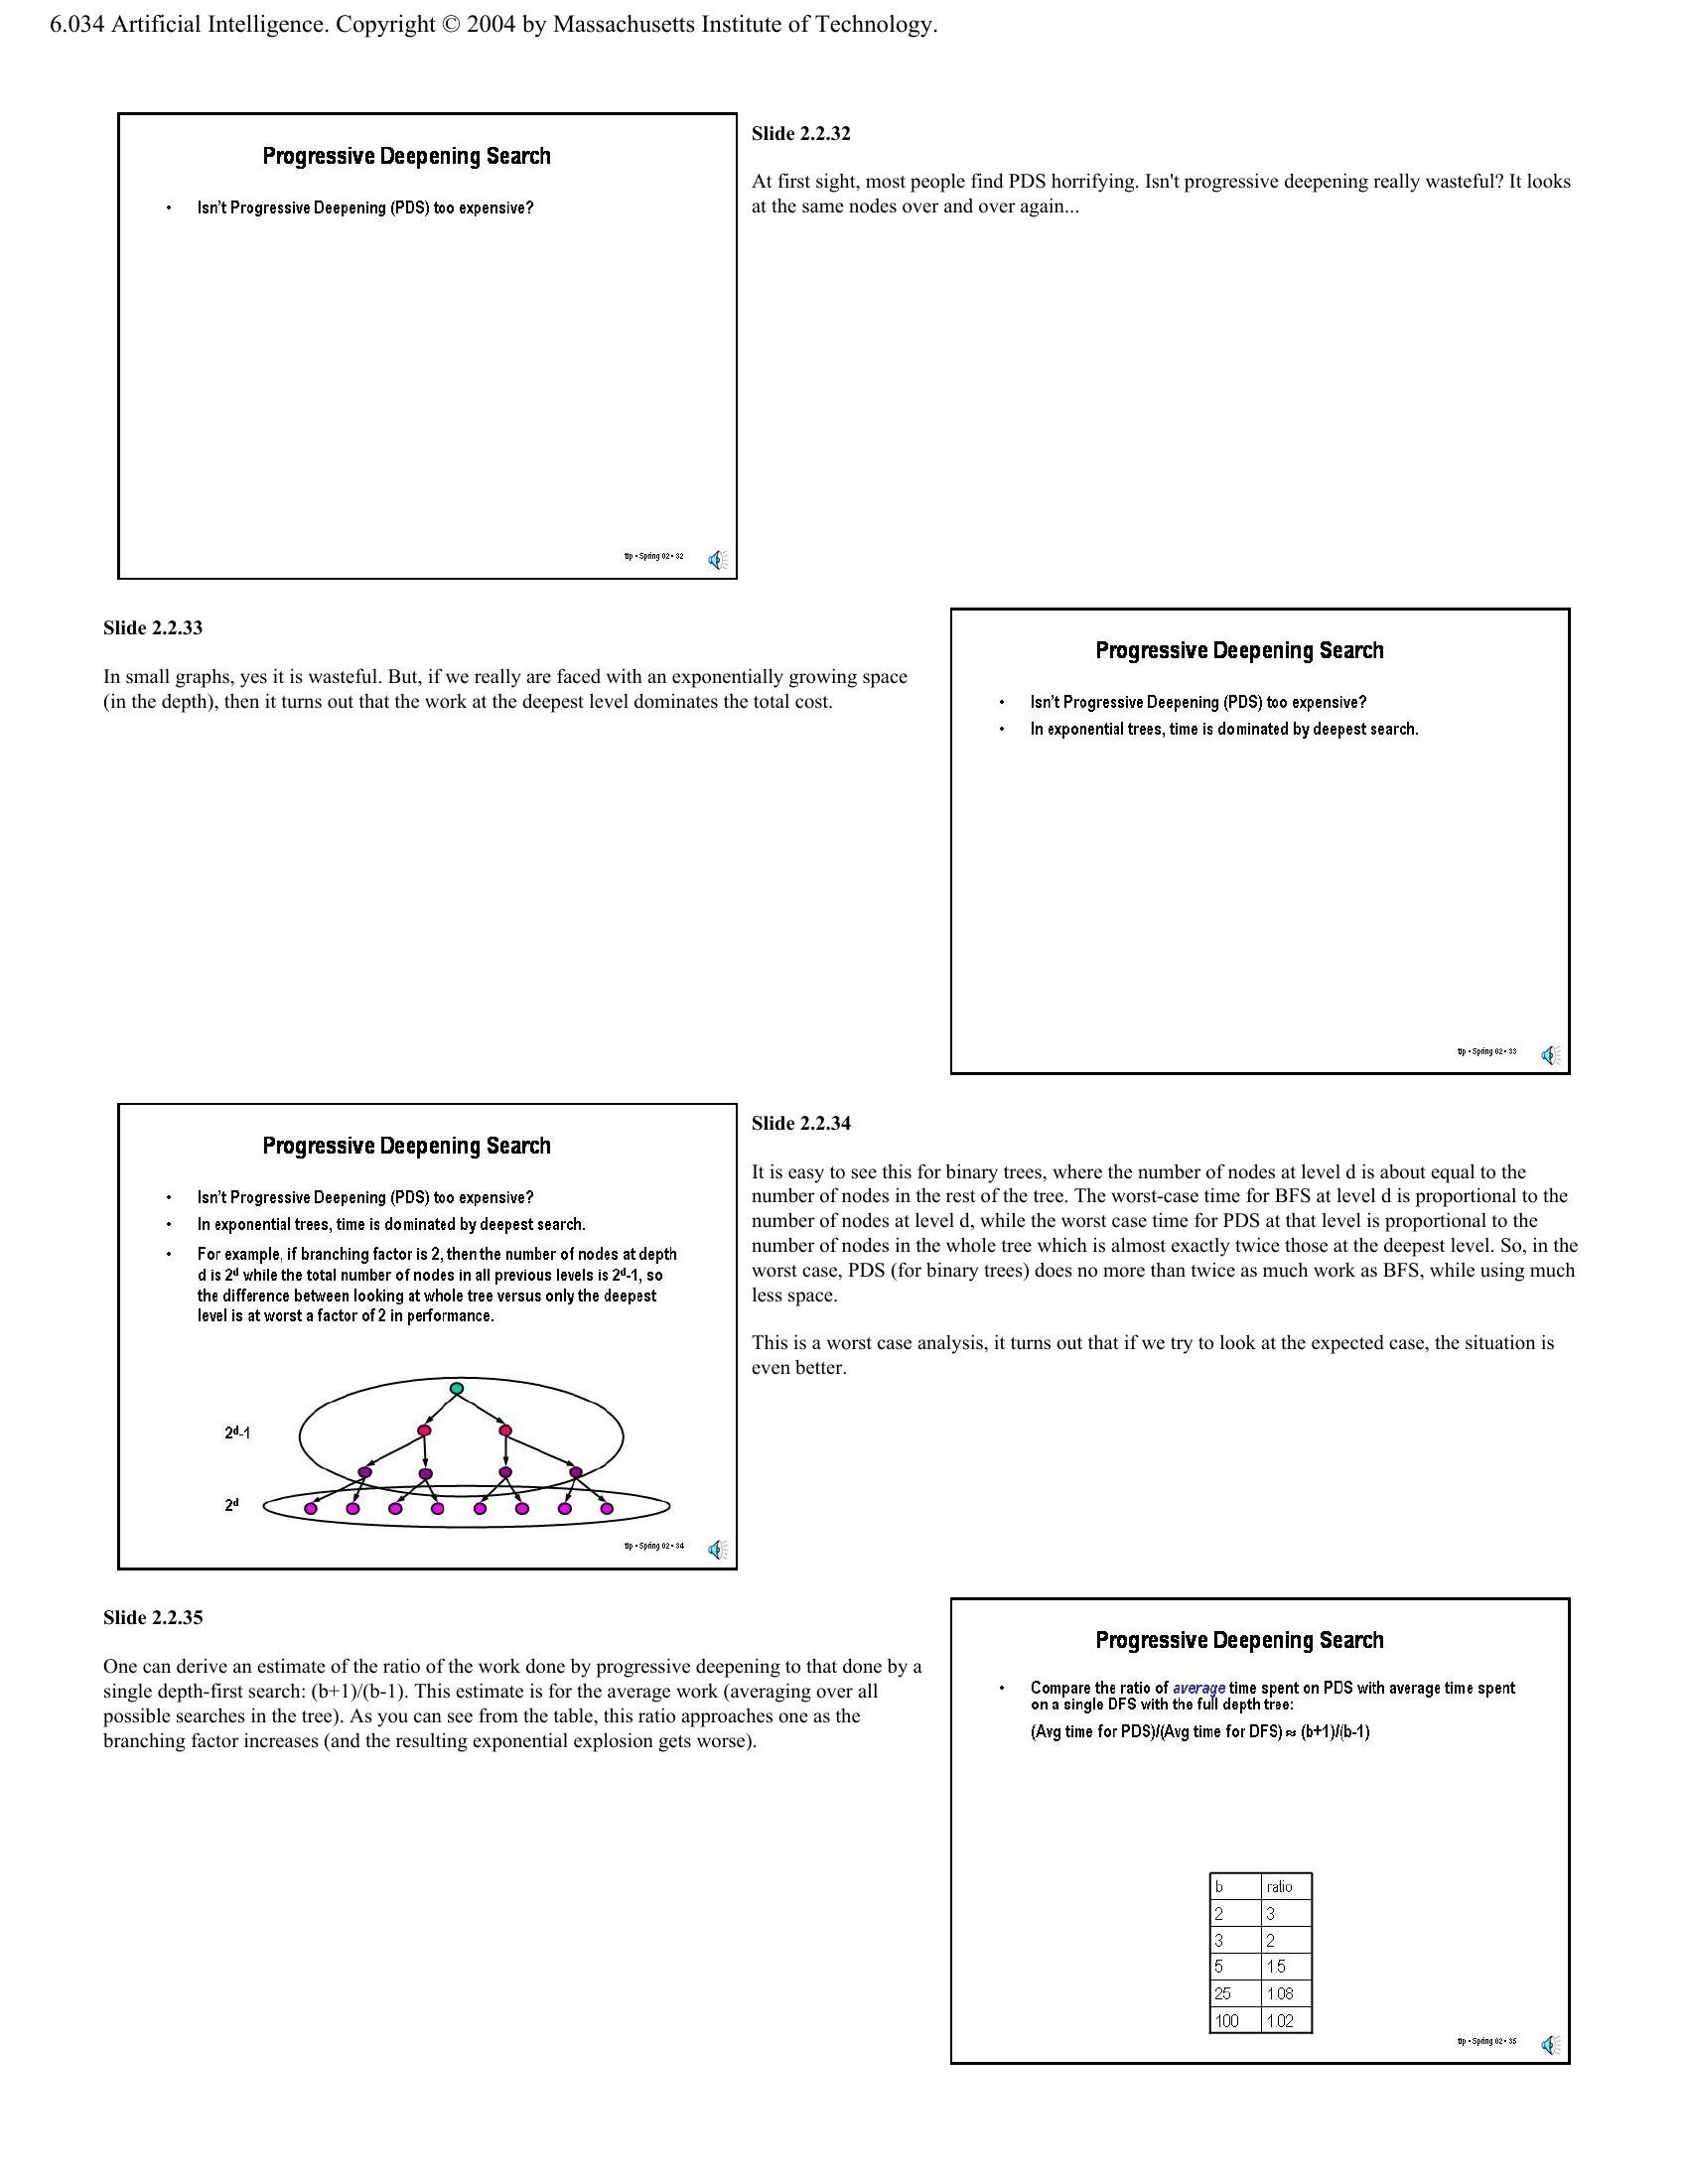 6.034 Artificial Intelligence. Copyright © 2004 by Massachusetts Institute of Technology.
Progressive Deepening Search
• Isn't Progressive Deepening (PDS) too expensive?
tlp • Spring 02 • 32
Slide 2.2.32
At first sight, most people find PDS horrifying. Isn't progressive deepening really wasteful? It looks
at the same nodes over and over again...
Slide 2.2.33
In small graphs, yes it is wasteful. But, if we really are faced with an exponentially growing space
(in the depth), then it turns out that the work at the deepest level dominates the total cost.
Progressive Deepening Search
• Isn't Progressive Deepening (PDS) too expensive?
• In exponential trees, time is dominated by deepest search.
tlp • Spring 02 • 33
Progressive Deepening Search
• Isn't Progressive Deepening (PDS) too expensive?
• In exponential trees, time is dominated by deepest search.
• For example, if branching factor is 2, then the number of nodes at depth
d is 2ᵈ while the total number of nodes in all previous levels is 2ᵈ-1, so
the difference between looking at whole tree versus only the deepest
level is at worst a factor of 2 in performance.
2ᵈ-1
2ᵈ
tlp • Spring 02 • 34
Slide 2.2.34
It is easy to see this for binary trees, where the number of nodes at level d is about equal to the
number of nodes in the rest of the tree. The worst-case time for BFS at level d is proportional to the
number of nodes at level d, while the worst case time for PDS at that level is proportional to the
number of nodes in the whole tree which is almost exactly twice those at the deepest level. So, in the
worst case, PDS (for binary trees) does no more than twice as much work as BFS, while using much
less space.
This is a worst case analysis, it turns out that if we try to look at the expected case, the situation is
even better.
Slide 2.2.35
One can derive an estimate of the ratio of the work done by progressive deepening to that done by a
single depth-first search: (b+1)/(b-1). This estimate is for the average work (averaging over all
possible searches in the tree). As you can see from the table, this ratio approaches one as the
branching factor increases (and the resulting exponential explosion gets worse).
Progressive Deepening Search
• Compare the ratio of average time spent on PDS with average time spent
on a single DFS with the full depth tree:
(Avg time for PDS)/(Avg time for DFS) ≈ (b+1)/(b-1)
b ratio
2 3
3 2
5 1.5
25 1.08
100 1.02
tlp • Spring 02 • 35